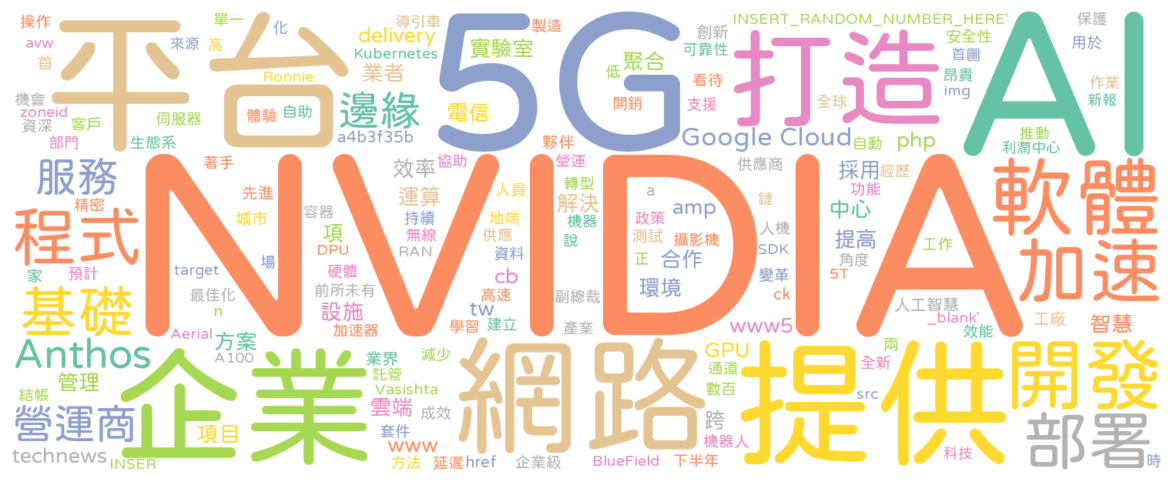 操作 單一 導引車 製造 INSERT_RANDOM_NUMBER_HERE' 保護
avw 來源 高 化 delivery 實驗室 創新 安全性 用於
平台 5G 打造 AI
首 Ronnie Kubernetes 業者 低 聚合 可靠性 看待 首圖 昂貴 作業
機會 zoneid 資深 客戶 伺服器 體驗 自助 邊緣 電信 開銷 支援 全球 img 新報
部門 生態系 a4b3f35b 夥伴 Google Cloud 自動 php 推動 利潤中心
服務 著手 效率 協助 營運 供應商 採用 經歷
精密 先進 運算 人員 轉型 解決 a 鏈 功能 軟體
NVIDIA
程式 城市 容器 持續 地端 機器 政策 amp 人機 中心
項 無線 供應 說 測試 攝影機 SDK 提高 工作
家 預計 target 場 DPU RAN 資料 正 合作 變革 角度 5T 加速
基礎 最佳化 硬體 前所未有 cb 高速 副總裁 環境 ck 人工智慧
n 設施 tw 工廠
Aerial 方案 A100 加速器 學習 建立 產業 www5 _blank' 效能 智慧
Anthos 企業 業界 減少 網路 GPU 通道 提供 兩 全新 開發
結帳 管理 託管 Vasishta 數百 src
營運商 項目 雲端 成效 跨 部署
套件 www 機器人
technews INSER 方法 延遲 href 企業級 BlueField 下半年 科技 時